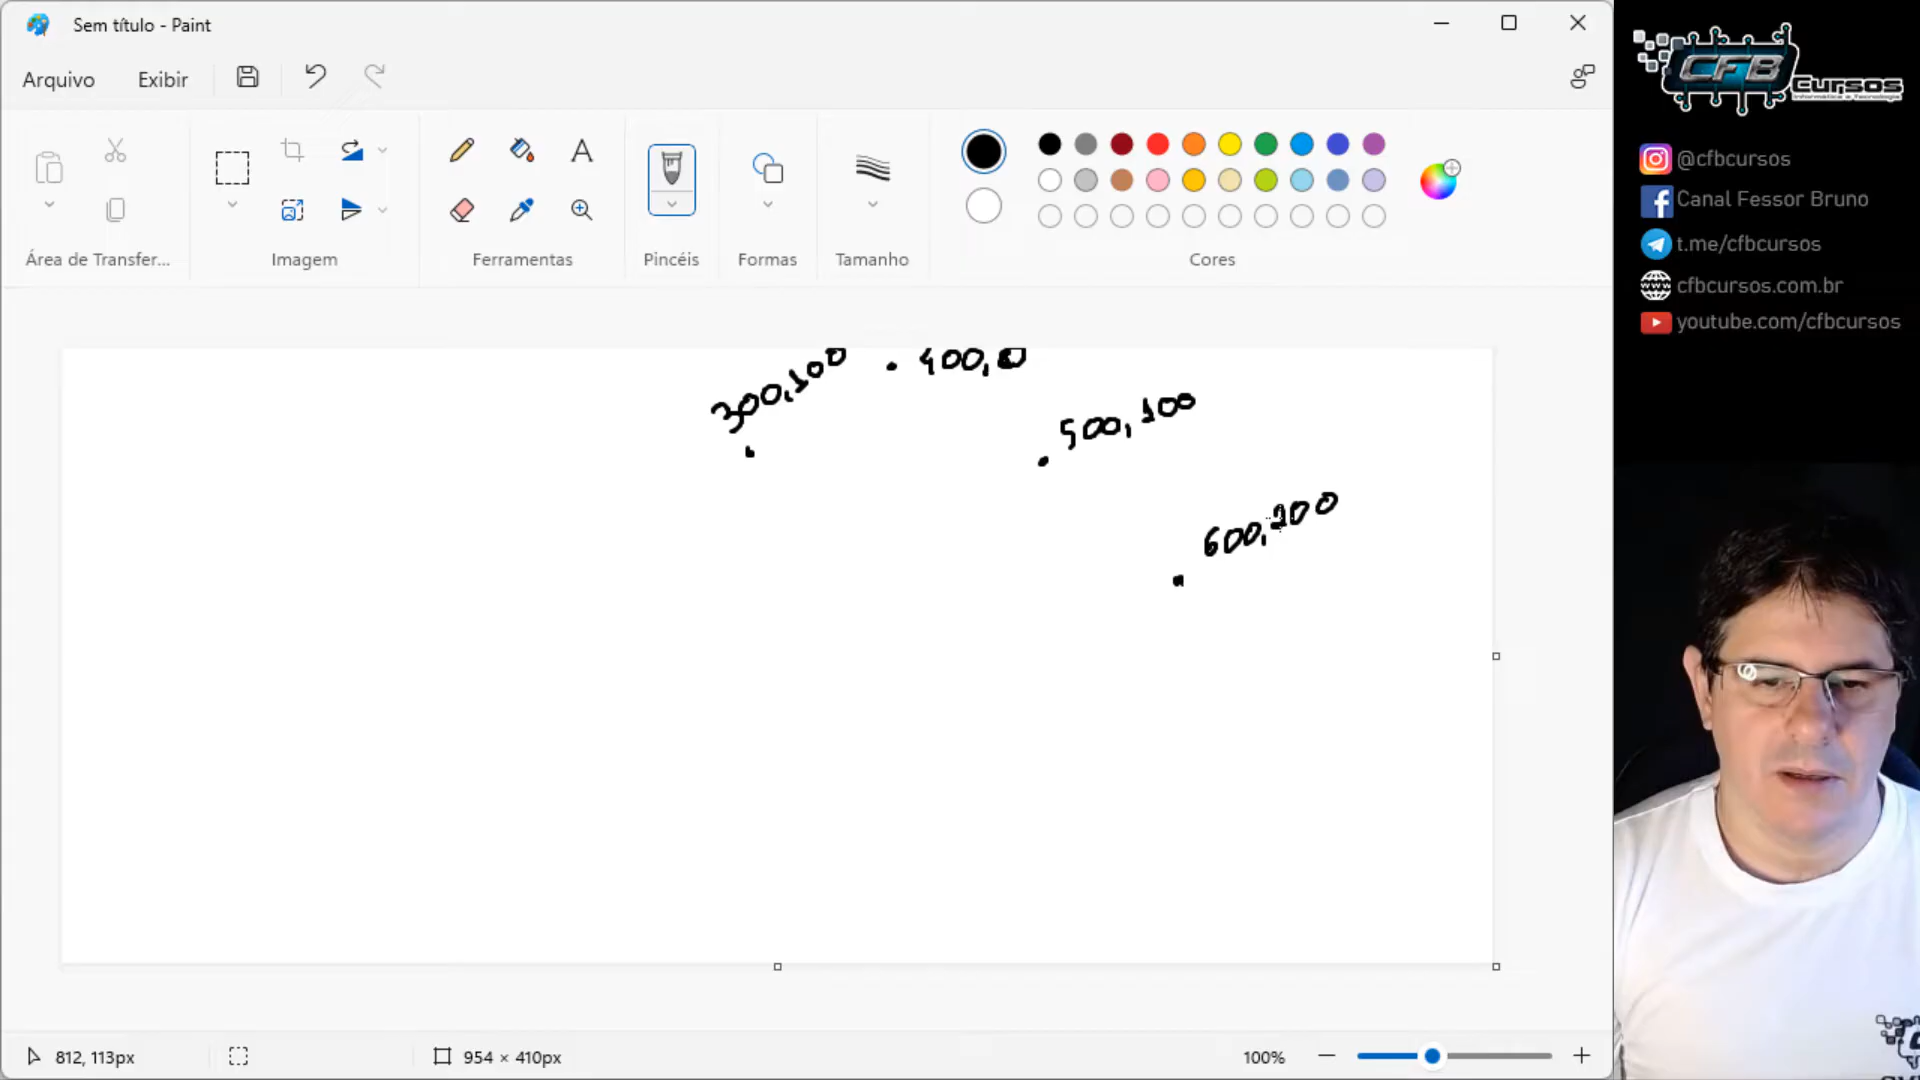 Sem título - Paint
Arquivo
Exibir
Área de Transfer...
Imagem
Ferramentas
Pincéis
Formas
Tamanho
Cores
300,100
400,0
500,100
600,200
812, 113px
954 × 410px
100%
CFB
Cursos
@cfbcursos
Canal Fessor Bruno
t.me/cfbcursos
www
cfbcursos.com.br
youtube.com/cfbcursos